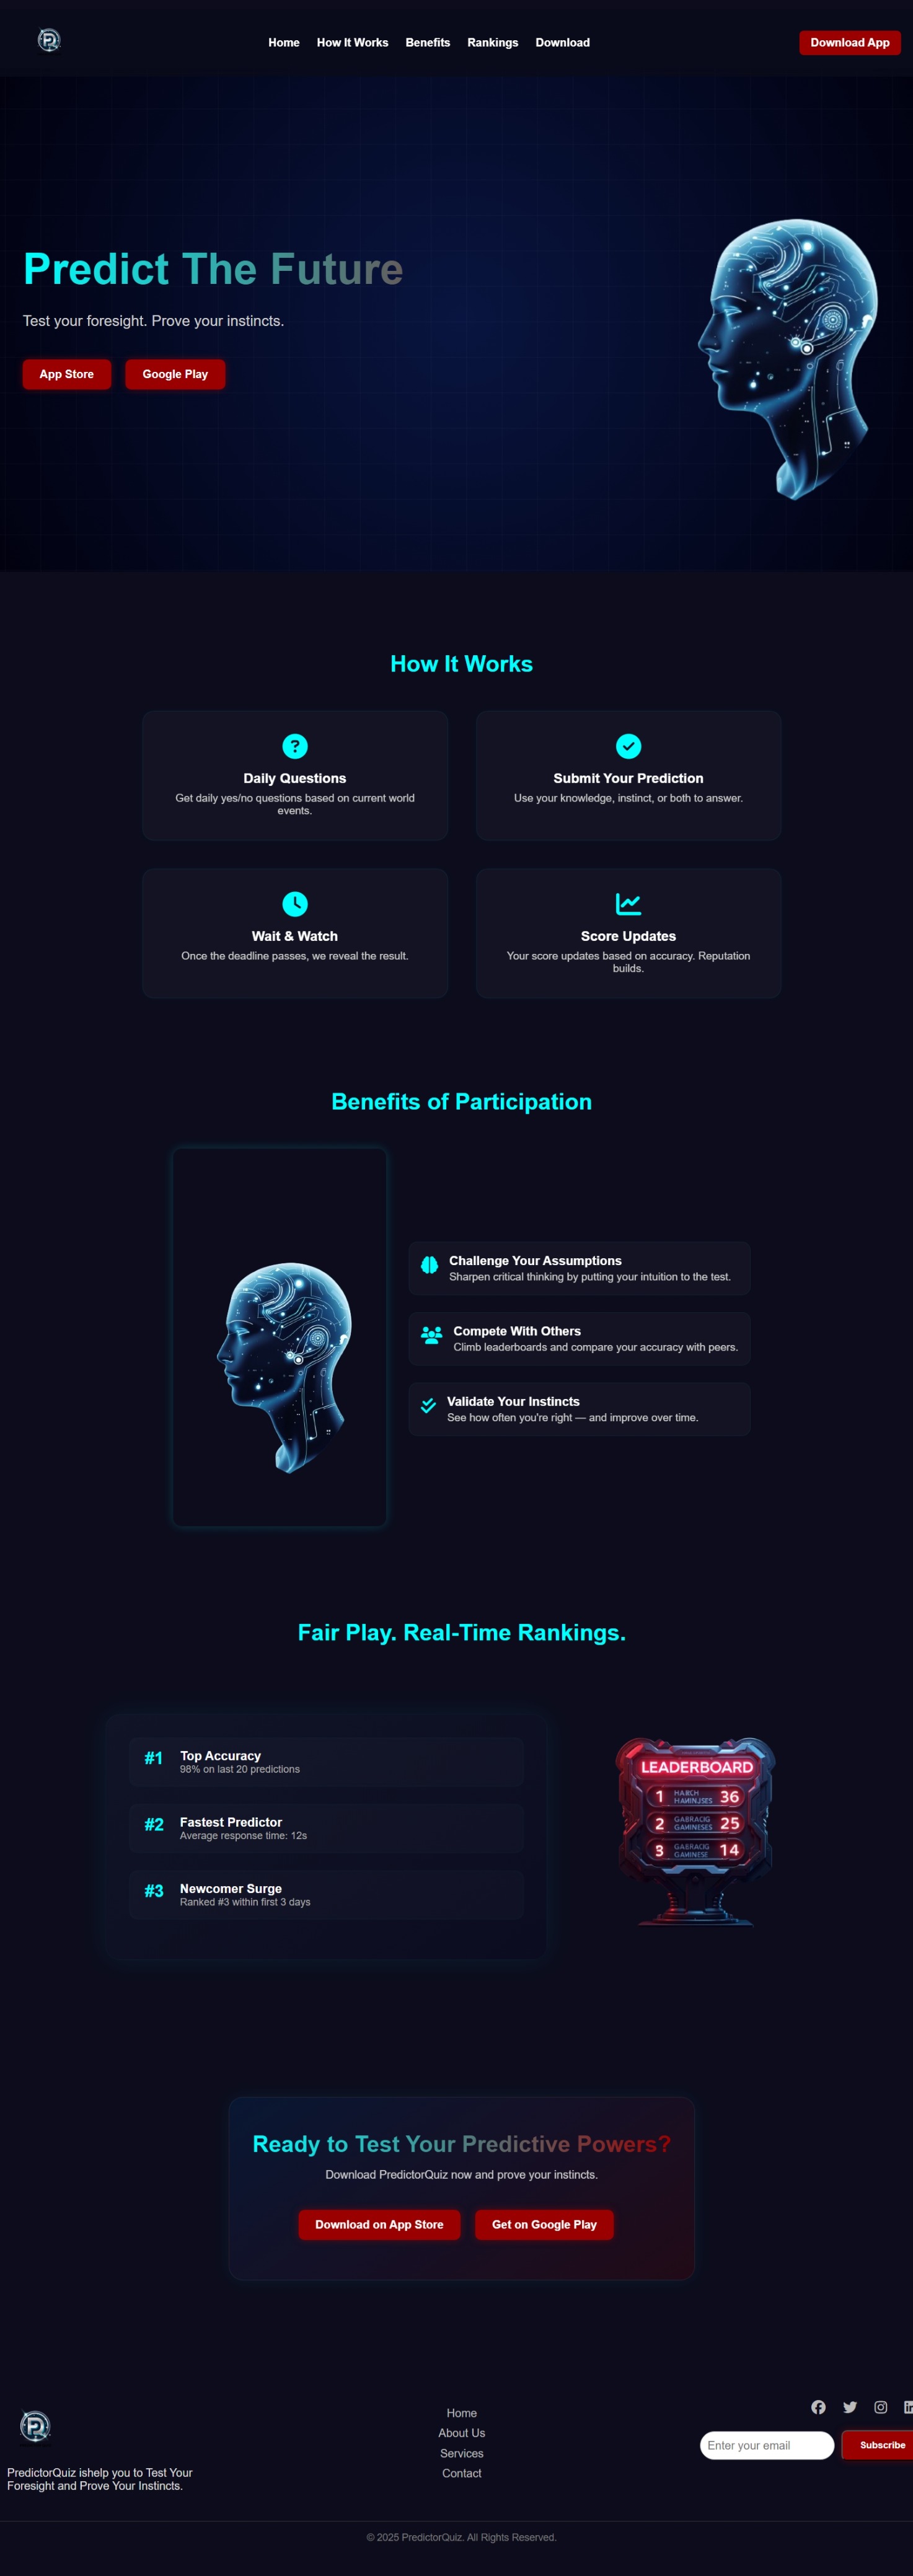 Home How It Works Benefits Rankings Download
Download App
Predict The Future
Test your foresight. Prove your instincts.
App Store Google Play
How It Works
Daily Questions
Get daily yes/no questions based on current world
events.
Submit Your Prediction
Use your knowledge, instinct, or both to answer.
Wait & Watch
Once the deadline passes, we reveal the result.
Score Updates
Your score updates based on accuracy. Reputation
builds.
Benefits of Participation
Challenge Your Assumptions
Sharpen critical thinking by putting your intuition to the test.
Compete With Others
Climb leaderboards and compare your accuracy with peers.
Validate Your Instincts
See how often you're right — and improve over time.
Fair Play. Real-Time Rankings.
#1 Top Accuracy
98% on last 20 predictions
#2 Fastest Predictor
Average response time: 12s
#3 Newcomer Surge
Ranked #3 within first 3 days
LEADERBOARD
1 36
2 25
3 14
Ready to Test Your Predictive Powers?
Download PredictorQuiz now and prove your instincts.
Download on App Store Get on Google Play
PredictorQuiz ishelp you to Test Your
Foresight and Prove Your Instincts.
Home
About Us
Services
Contact
Enter your email Subscribe
© 2025 PredictorQuiz. All Rights Reserved.